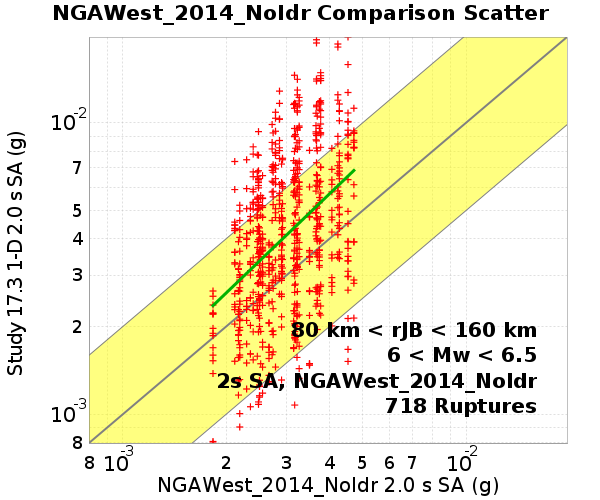 NGAWest_2014_NoIdr Comparison Scatter
Study 17.3 1-D 2.0 s SA (g)
10-2
7
5
4
3
2
10-3
8
80 km < rJB < 160 km
6 < Mw < 6.5
2s SA, NGAWest_2014_NoIdr
718 Ruptures
8 10-3 2 3 4 5 6 7 10-2
NGAWest_2014_NoIdr 2.0 s SA (g)